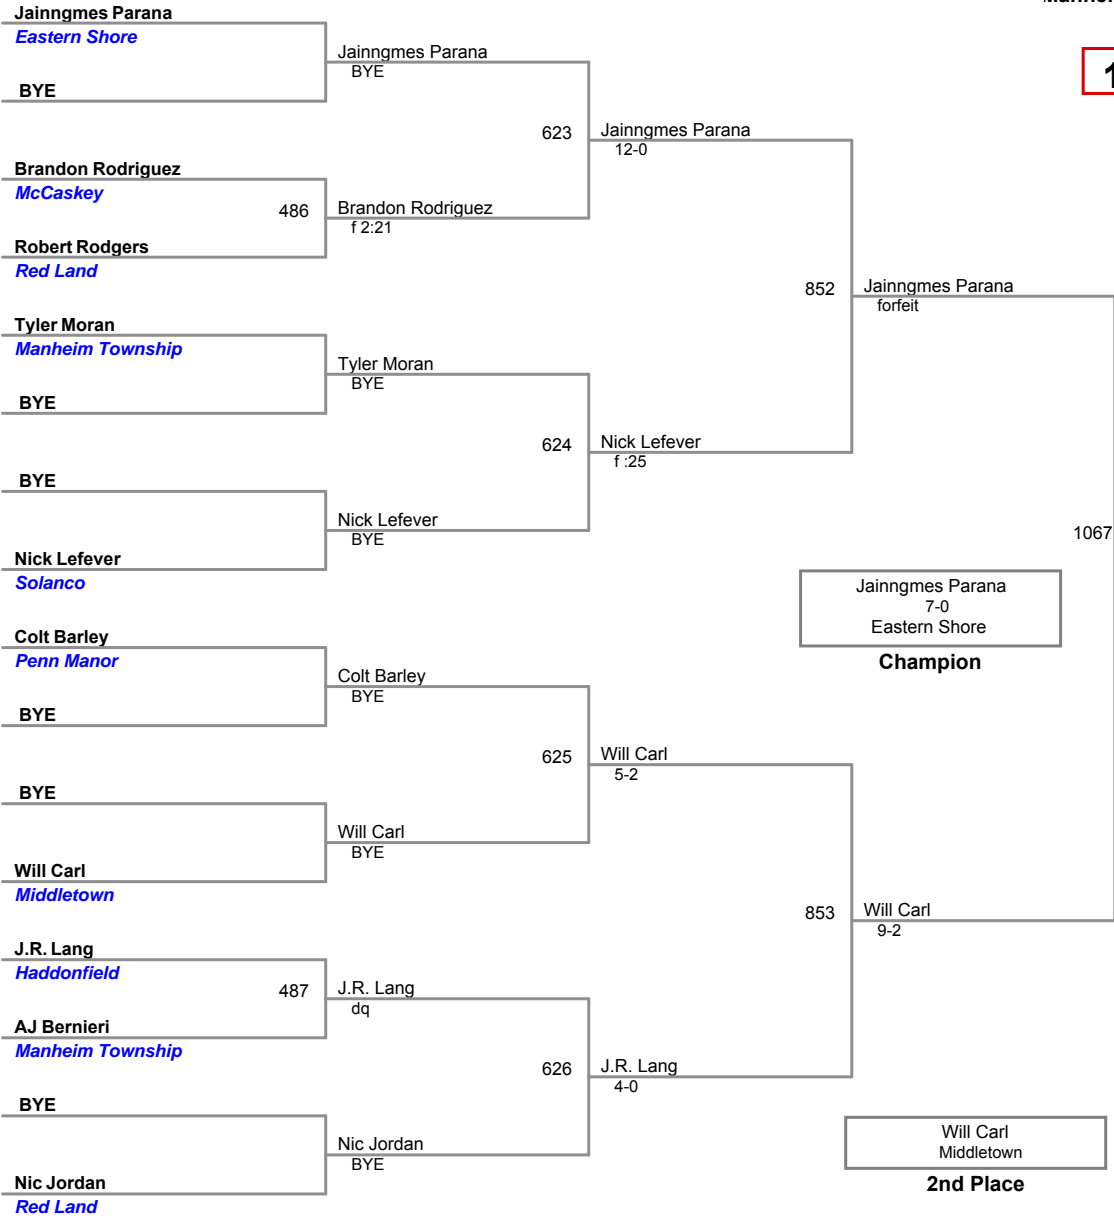 Jainngmes Parana
Eastern Shore
BYE
Jainngmes Parana
BYE
Brandon Rodriguez
McCaskey
486
Robert Rodgers
Red Land
Brandon Rodriguez
f 2:21
623
Jainngmes Parana
12-0
Tyler Moran
Manheim Township
BYE
Tyler Moran
BYE
BYE
Nick Lefever
Solanco
Nick Lefever
BYE
624
Nick Lefever
f :25
852
Jainngmes Parana
forfeit
Colt Barley
Penn Manor
BYE
Colt Barley
BYE
BYE
Will Carl
Middletown
Will Carl
BYE
625
Will Carl
5-2
J.R. Lang
Haddonfield
487
AJ Bernieri
Manheim Township
J.R. Lang
dq
BYE
Nic Jordan
Red Land
Nic Jordan
BYE
626
J.R. Lang
4-0
853
Will Carl
9-2
1067
Jainngmes Parana
7-0
Eastern Shore
Champion
Will Carl
Middletown
2nd Place
1